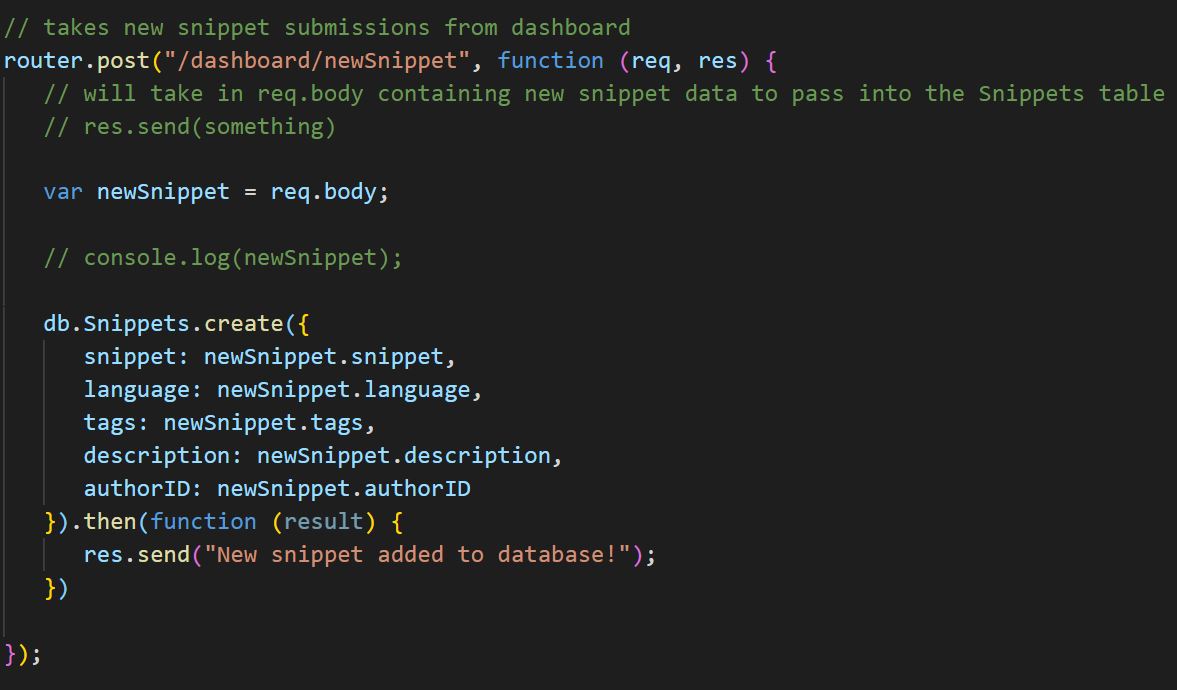 // takes new snippet submissions from dashboard
router.post("/dashboard/newSnippet", function (req, res) {
   // will take in req.body containing new snippet data to pass into the Snippets table
   // res.send(something)

   var newSnippet = req.body;

   // console.log(newSnippet);

   db.Snippets.create({
      snippet: newSnippet.snippet,
      language: newSnippet.language,
      tags: newSnippet.tags,
      description: newSnippet.description,
      authorID: newSnippet.authorID
   }).then(function (result) {
      res.send("New snippet added to database!");
   })

});